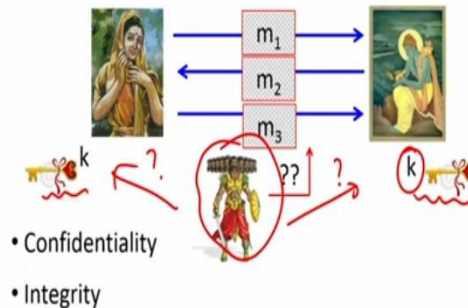 m1
m2
m3
k
?
??
?
k
• Confidentiality
• Integrity